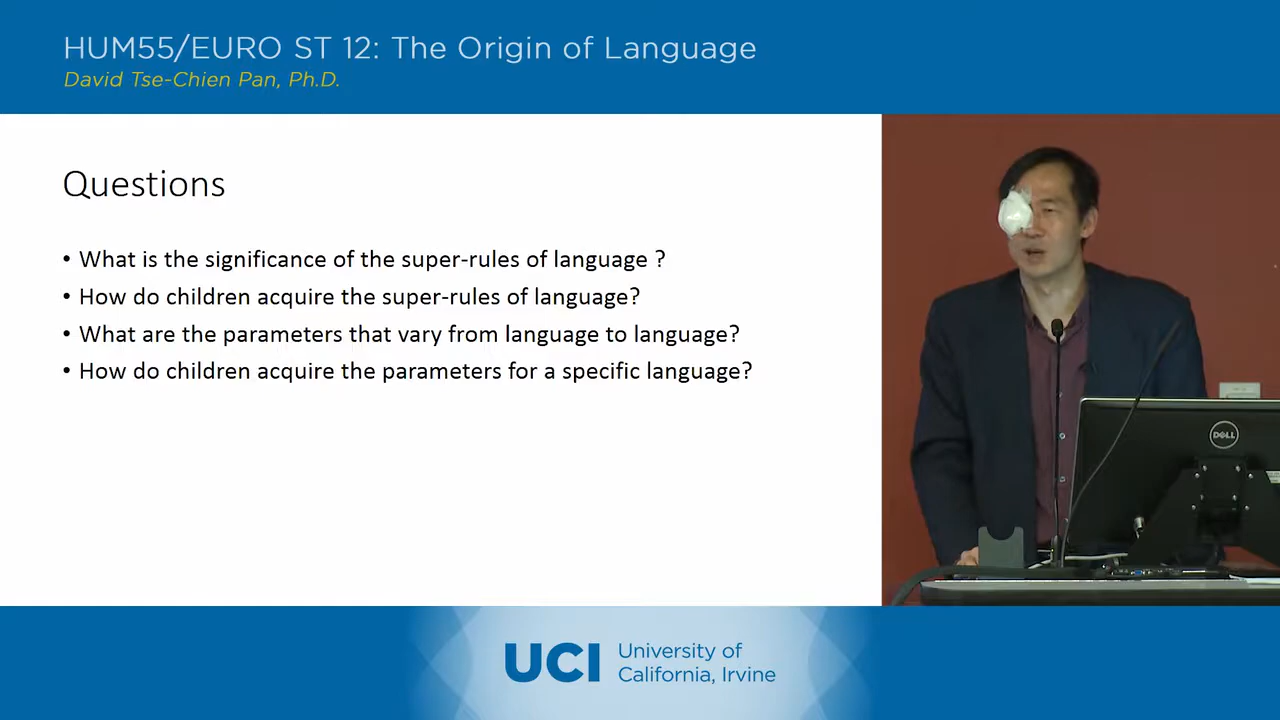 HUM55/EURO ST 12: The Origin of Language
David Tse-Chien Pan, Ph.D.
Questions
• What is the significance of the super-rules of language ?
• How do children acquire the super-rules of language?
• What are the parameters that vary from language to language?
• How do children acquire the parameters for a specific language?
DELL
UCI
University of
California, Irvine